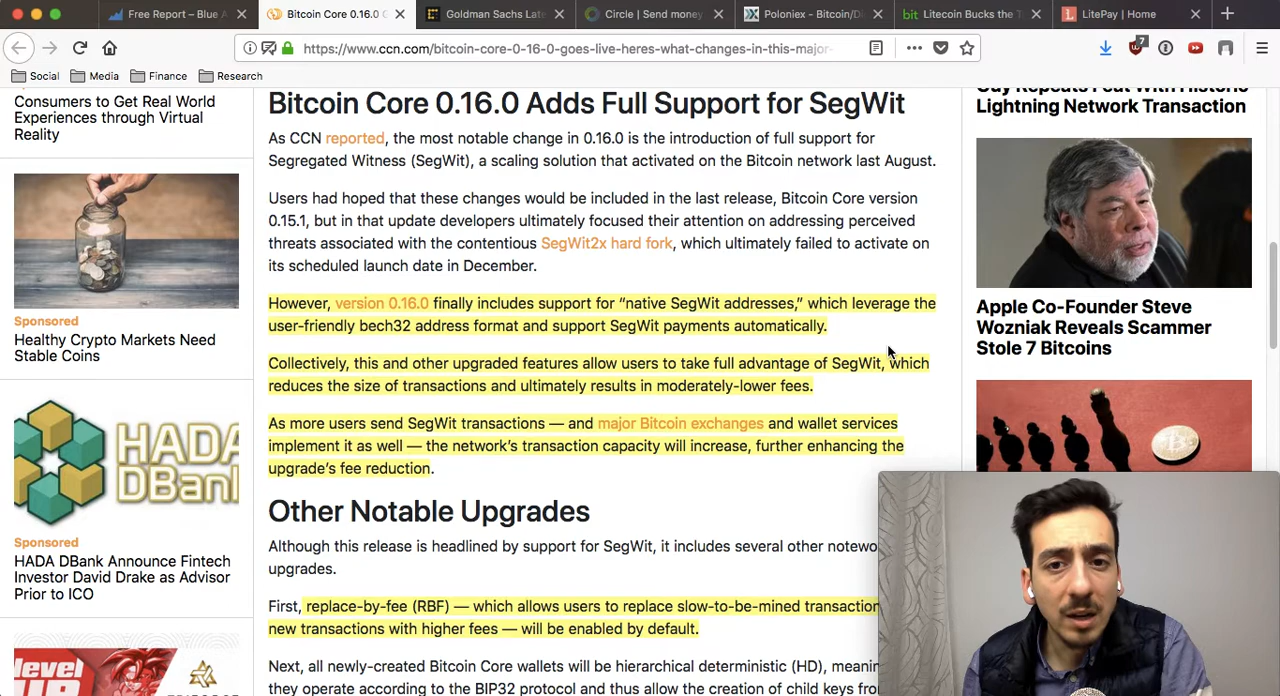 Free Report – Blue A
Bitcoin Core 0.16.0 G
Goldman Sachs Late
Circle | Send money
Poloniex - Bitcoin/Di
bit Litecoin Bucks the T
LitePay | Home
https://www.ccn.com/bitcoin-core-0-16-0-goes-live-heres-what-changes-in-this-major-
7
Social
Media
Finance
Research
Consumers to Get Real World
Experiences through Virtual
Reality
Sponsored
Healthy Crypto Markets Need
Stable Coins
HADA
DBank
Sponsored
HADA DBank Announce Fintech
Investor David Drake as Advisor
Prior to ICO
level
UP
Bitcoin Core 0.16.0 Adds Full Support for SegWit
As CCN reported, the most notable change in 0.16.0 is the introduction of full support for
Segregated Witness (SegWit), a scaling solution that activated on the Bitcoin network last August.
Users had hoped that these changes would be included in the last release, Bitcoin Core version
0.15.1, but in that update developers ultimately focused their attention on addressing perceived
threats associated with the contentious SegWit2x hard fork, which ultimately failed to activate on
its scheduled launch date in December.
However, version 0.16.0 finally includes support for “native SegWit addresses,” which leverage the
user-friendly bech32 address format and support SegWit payments automatically.
Collectively, this and other upgraded features allow users to take full advantage of SegWit, which
reduces the size of transactions and ultimately results in moderately-lower fees.
As more users send SegWit transactions — and major Bitcoin exchanges and wallet services
implement it as well — the network’s transaction capacity will increase, further enhancing the
upgrade’s fee reduction.
Other Notable Upgrades
Although this release is headlined by support for SegWit, it includes several other notewo
upgrades.
First, replace-by-fee (RBF) — which allows users to replace slow-to-be-mined transaction
new transactions with higher fees — will be enabled by default.
Next, all newly-created Bitcoin Core wallets will be hierarchical deterministic (HD), meanin
they operate according to the BIP32 protocol and thus allow the creation of child keys from
Guy Repeats Feat With Historic
Lightning Network Transaction
Apple Co-Founder Steve
Wozniak Reveals Scammer
Stole 7 Bitcoins